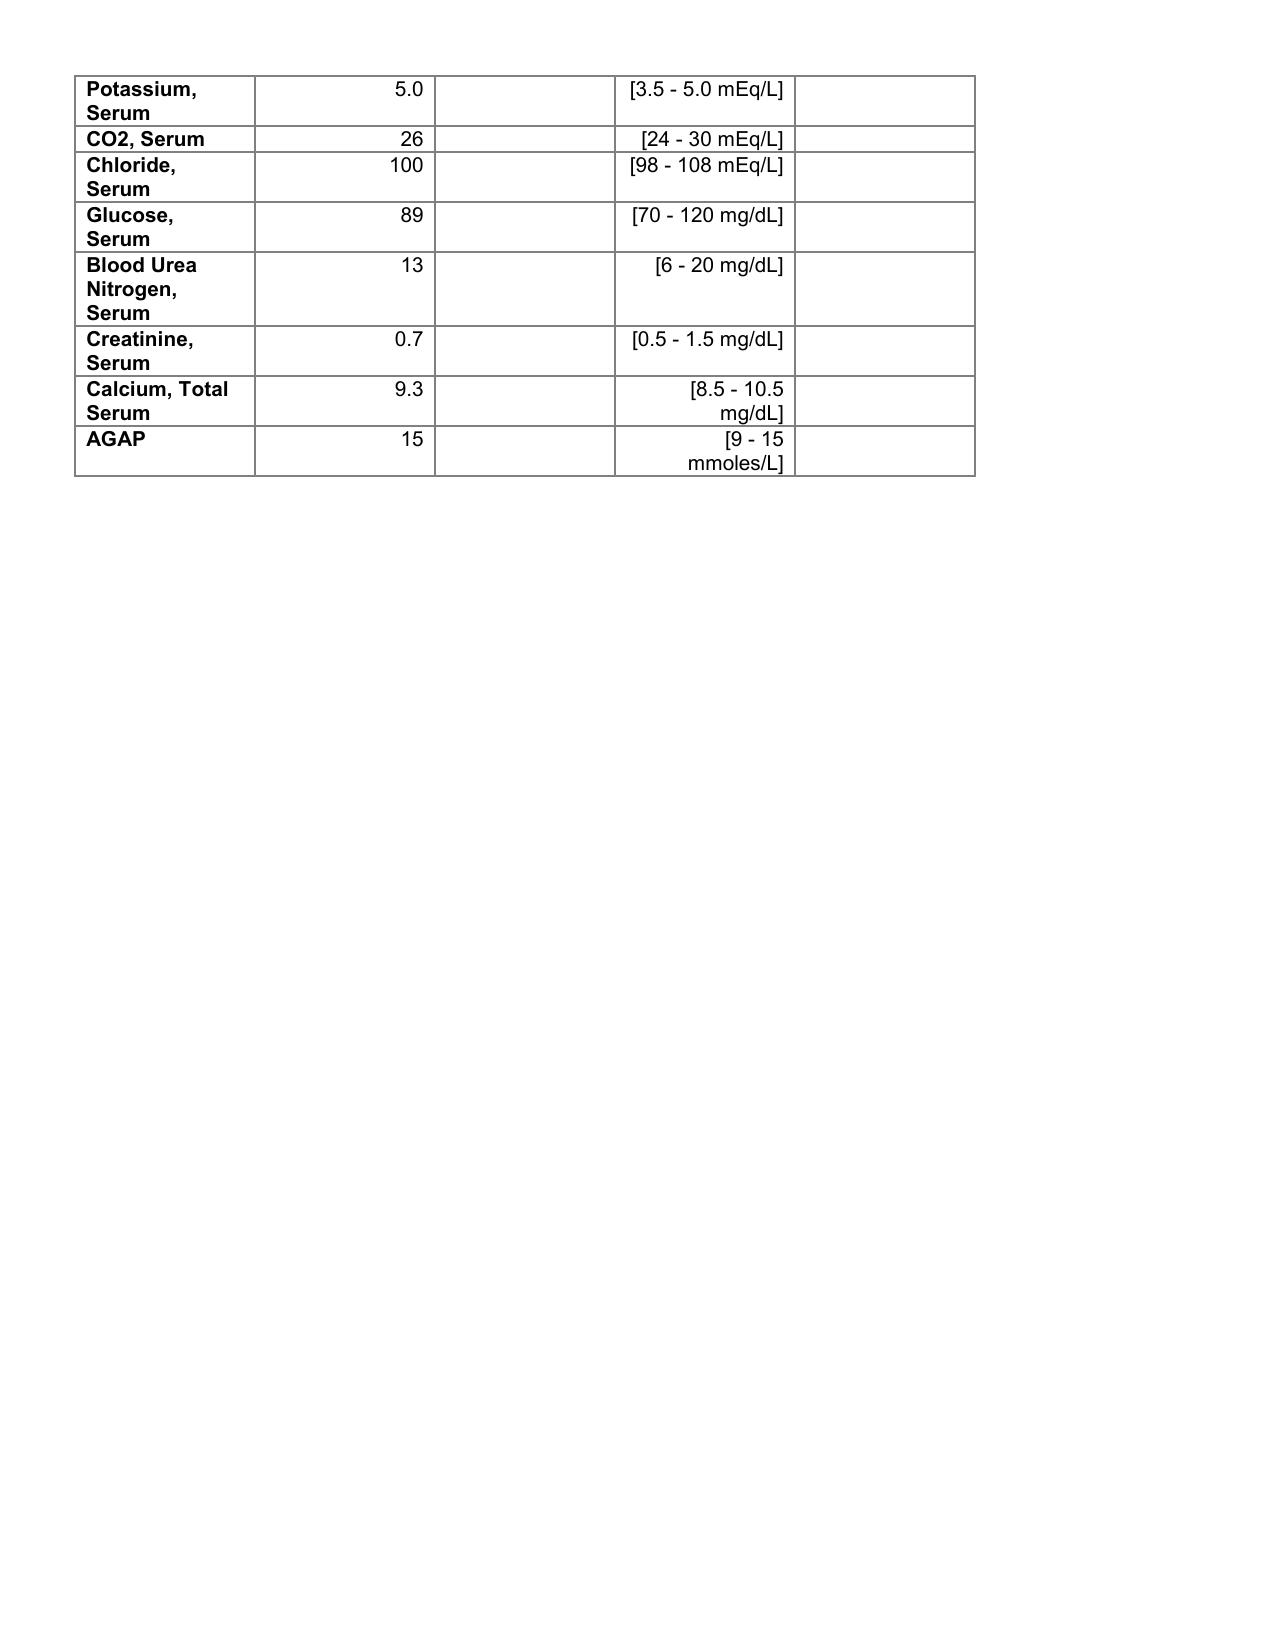 Potassium, Serum 5.0 [3.5 - 5.0 mEq/L]
CO2, Serum 26 [24 - 30 mEq/L]
Chloride, Serum 100 [98 - 108 mEq/L]
Glucose, Serum 89 [70 - 120 mg/dL]
Blood Urea Nitrogen, Serum 13 [6 - 20 mg/dL]
Creatinine, Serum 0.7 [0.5 - 1.5 mg/dL]
Calcium, Total Serum 9.3 [8.5 - 10.5 mg/dL]
AGAP 15 [9 - 15 mmoles/L]